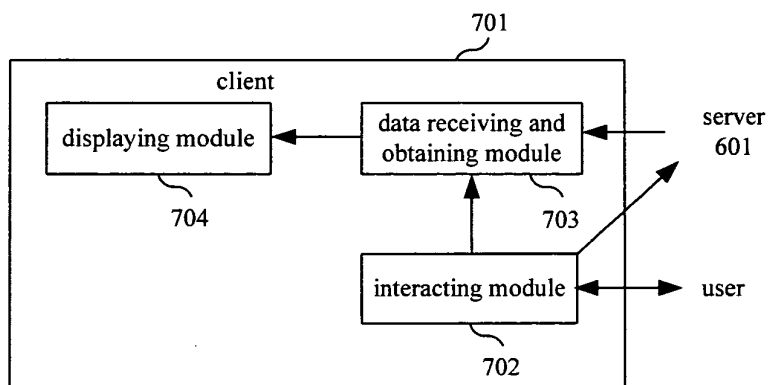 701
client
displaying module
data receiving and
obtaining module
server
601
704
703
interacting module
user
702